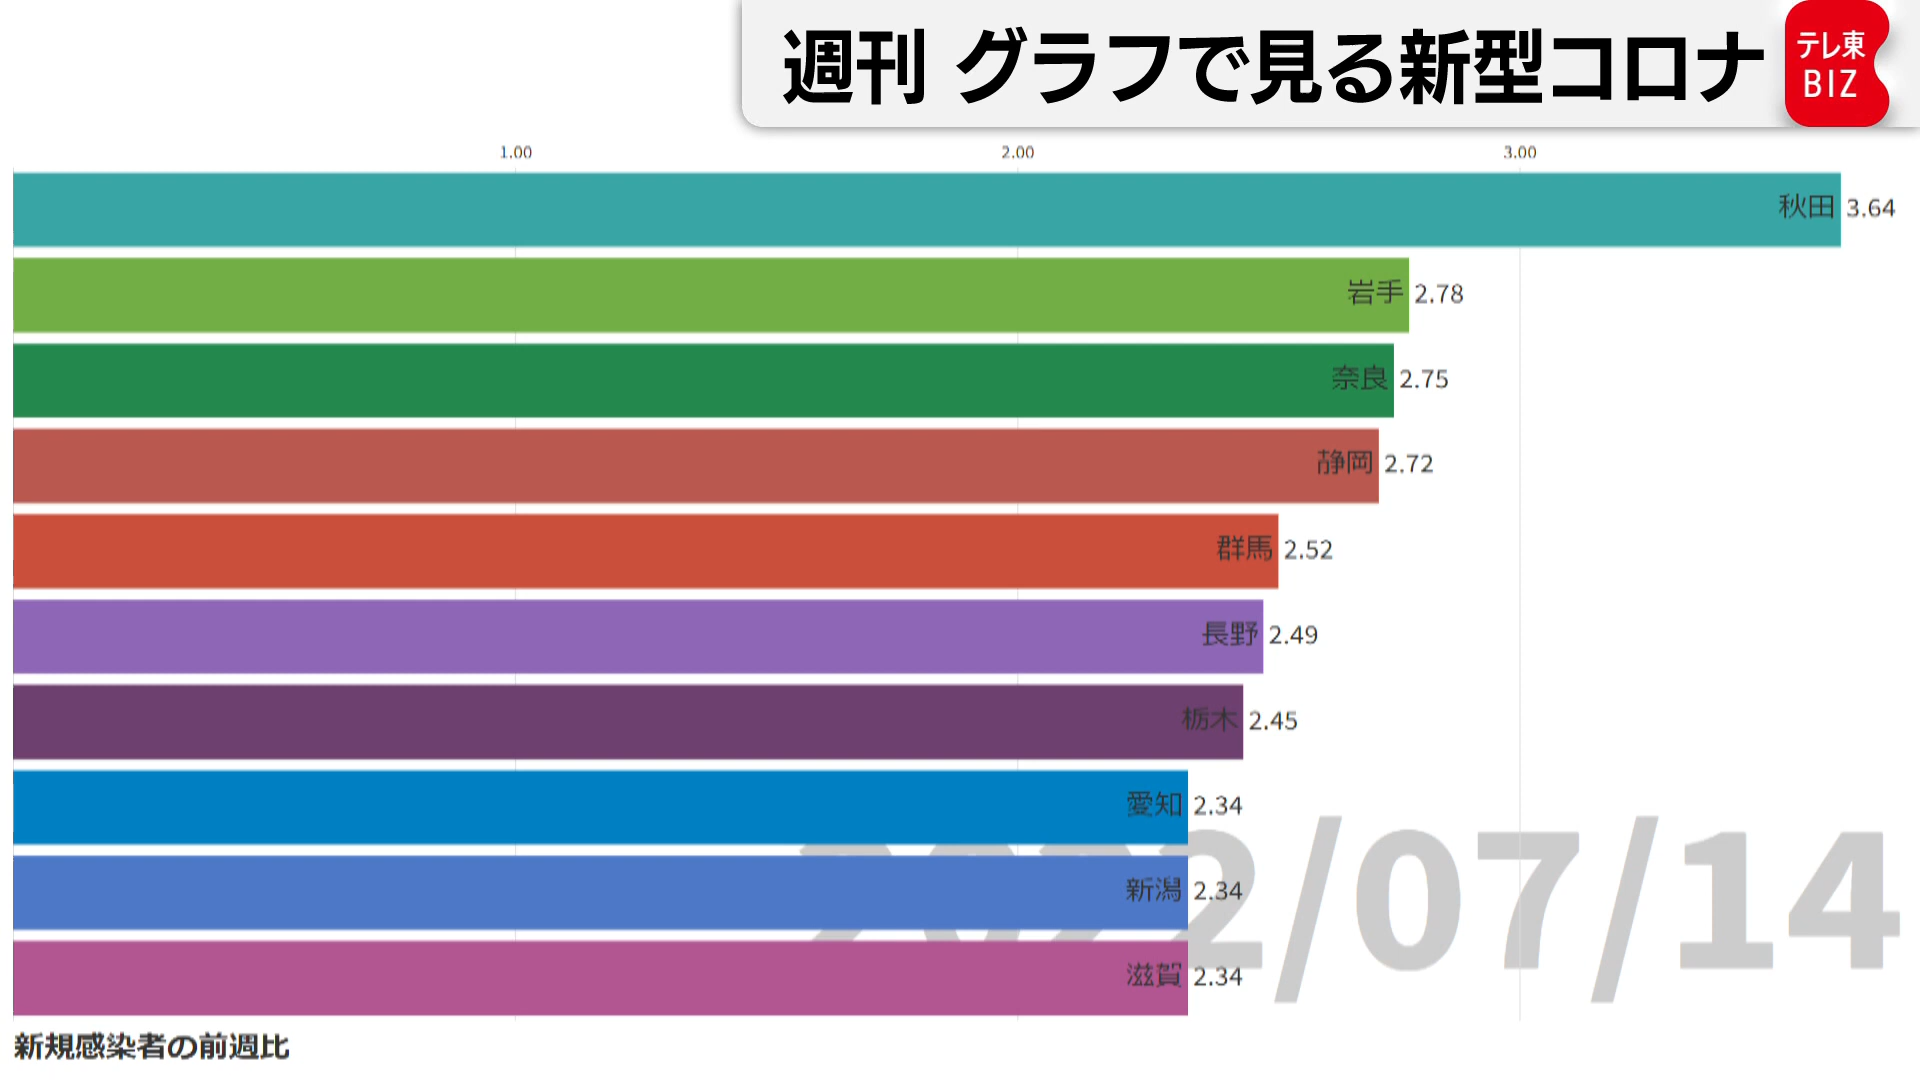 週刊 グラフで見る新型コロナ
テレ東
BIZ
1.00 2.00 3.00
秋田 3.64
岩手 2.78
奈良 2.75
静岡 2.72
群馬 2.52
長野 2.49
栃木 2.45
愛知 2.34
新潟 2.34
滋賀 2.34
2022/07/14
新規感染者の前週比